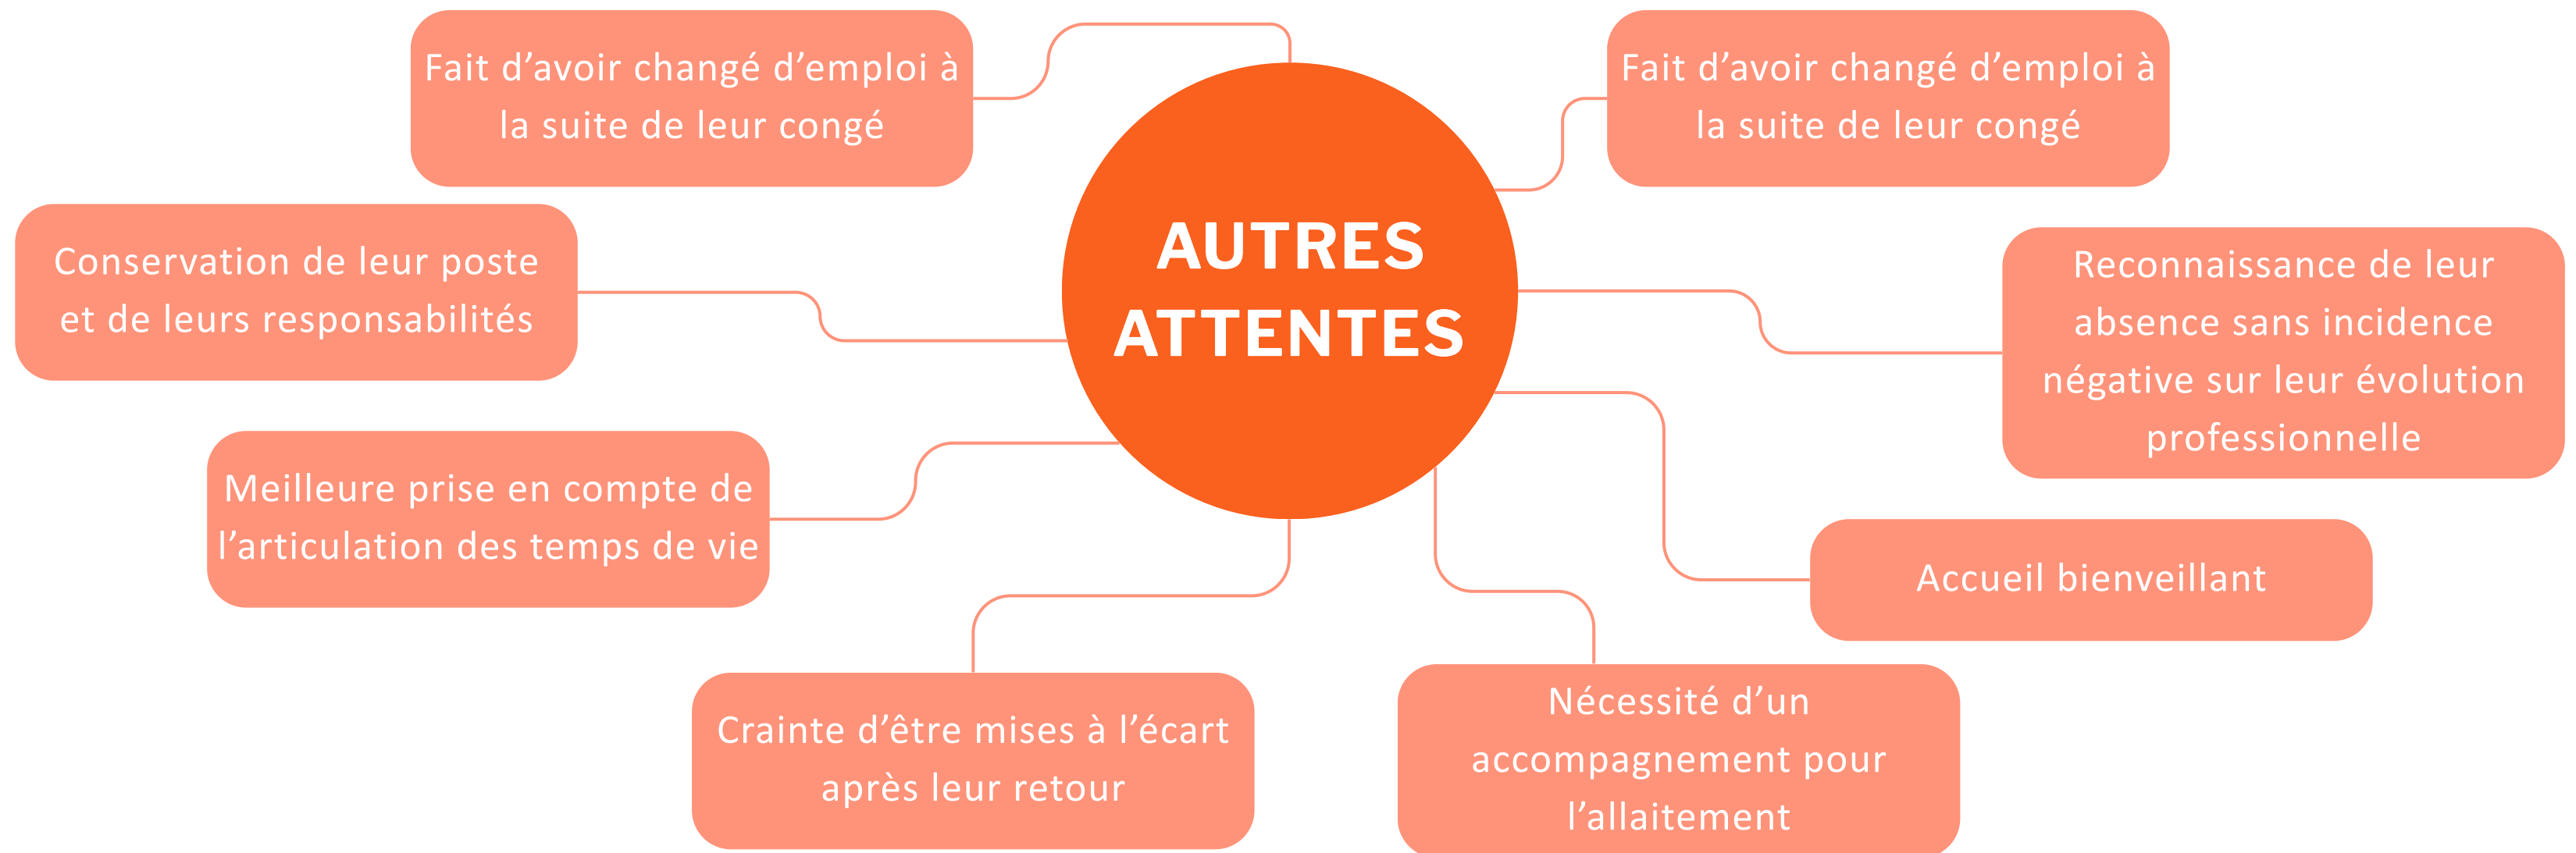 Fait d’avoir changé d’emploi à
la suite de leur congé
Fait d’avoir changé d’emploi à
la suite de leur congé
AUTRES
ATTENTES
Conservation de leur poste
et de leurs responsabilités
Reconnaissance de leur
absence sans incidence
négative sur leur évolution
professionnelle
Meilleure prise en compte de
l’articulation des temps de vie
Accueil bienveillant
Crainte d’être mises à l’écart
après leur retour
Nécessité d’un
accompagnement pour
l’allaitement